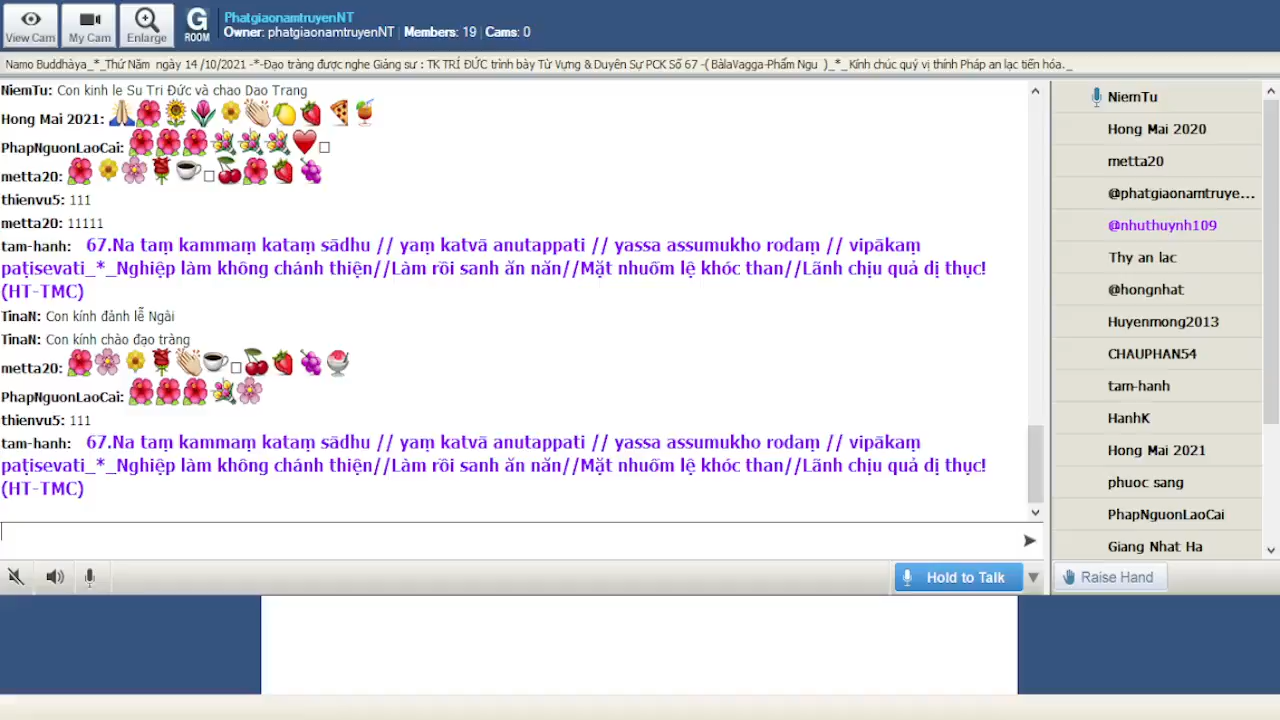 View Cam
My Cam
Enlarge
G
ROOM
PhatgiaonamtruyenNT
Owner: phatgiaonamtruyenNT | Members: 19 | Cams: 0
Namo Buddhàya_*_Thứ Năm ngày 14 /10/2021 -*-Đạo tràng được nghe Giảng sư : TK TRÍ ĐỨC trình bày Từ Vựng & Duyên Sự PCK Số 67 -( BàlaVagga-Phẩm Ngu )_*_Kính chúc quý vị thính Pháp an lạc tiến hóa._
NiemTu: Con kinh le Su Tri Đức và chao Dao Trang
Hong Mai 2021:
PhapNguonLaoCai:
metta20:
thienvu5: 111
metta20: 11111
tam-hanh: 67.Na taṃ kammaṃ kataṃ sādhu // yaṃ katvā anutappati // yassa assumukho rodaṃ // vipākaṃ
paṭisevati_*_Nghiệp làm không chánh thiện//Làm rồi sanh ăn năn//Mặt nhuốm lệ khóc than//Lãnh chịu quả dị thục!
(HT-TMC)
TinaN: Con kính đảnh lễ Ngài
TinaN: Con kính chào đạo tràng
metta20:
PhapNguonLaoCai:
thienvu5: 111
tam-hanh: 67.Na taṃ kammaṃ kataṃ sādhu // yaṃ katvā anutappati // yassa assumukho rodaṃ // vipākaṃ
paṭisevati_*_Nghiệp làm không chánh thiện//Làm rồi sanh ăn năn//Mặt nhuốm lệ khóc than//Lãnh chịu quả dị thục!
(HT-TMC)
NiemTu
Hong Mai 2020
metta20
@phatgiaonamtruye...
@nhuthuynh109
Thy an lac
@hongnhat
Huyenmong2013
CHAUPHAN54
tam-hanh
HanhK
Hong Mai 2021
phuoc sang
PhapNguonLaoCai
Giang Nhat Ha
Hold to Talk
Raise Hand